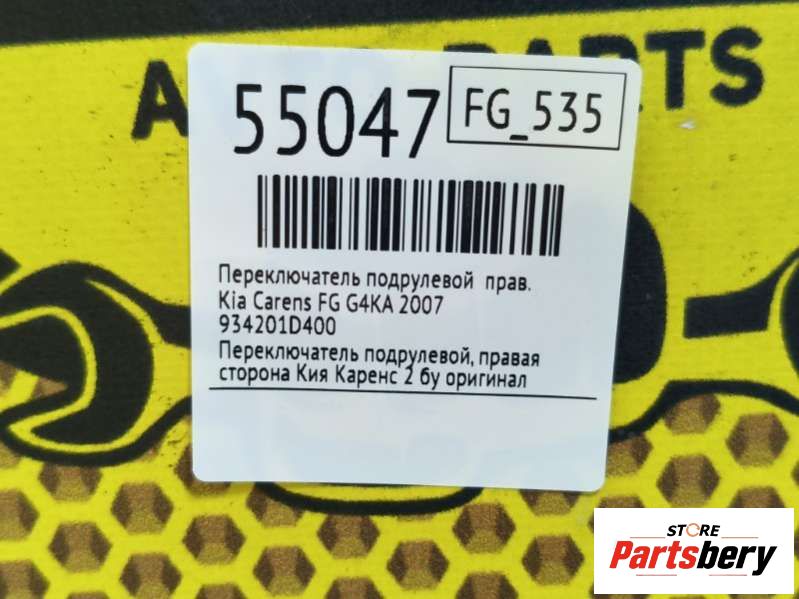 PARTS
55047
FG_535
Переключатель подрулевой прав.
Kia Carens FG G4KA 2007
934201D400
Переключатель подрулевой, правая
сторона Кия Каренс 2 бу оригинал
STORE
Partsbery